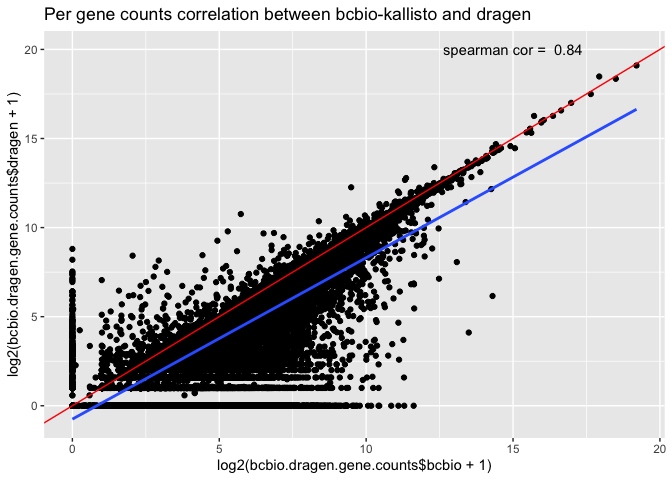 Per gene counts correlation between bcbio-kallisto and dragen
spearman cor = 0.84
log2(bcbio.dragen.gene.counts$dragen + 1)
20
15
10
5
0
0
5
10
15
20
log2(bcbio.dragen.gene.counts$bcbio + 1)